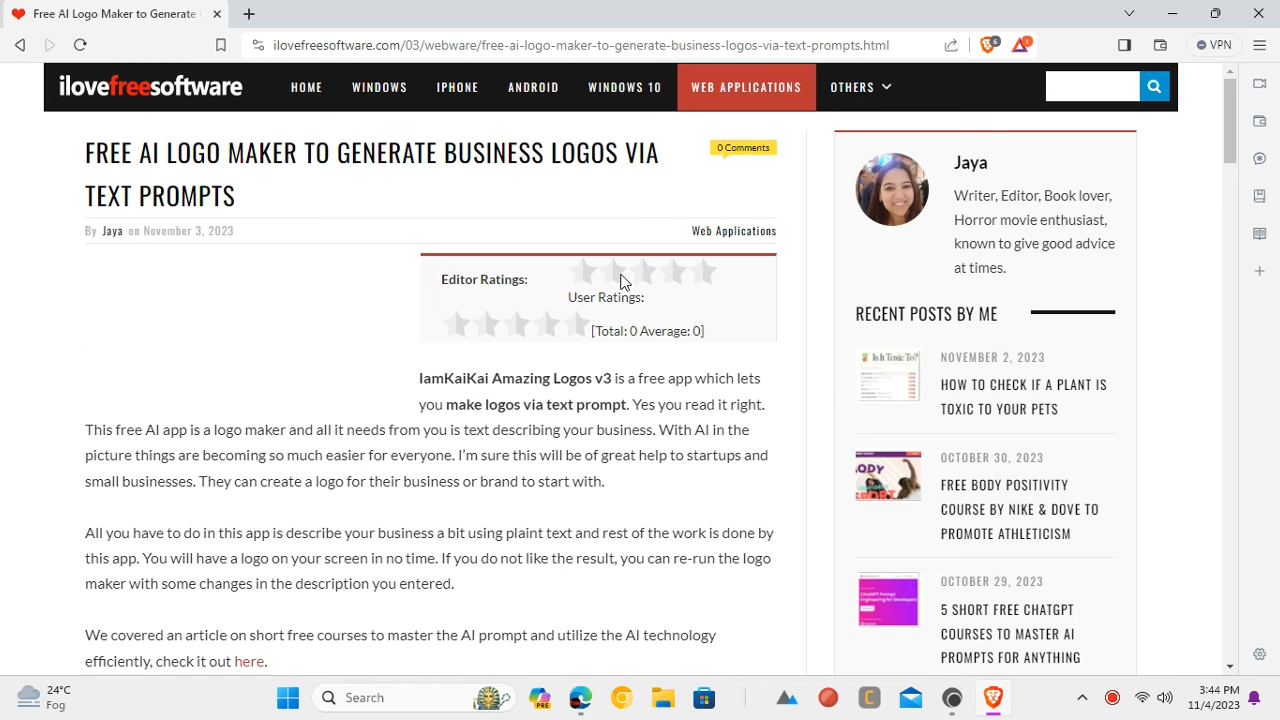 Free AI Logo Maker to Generate
ilovefreesoftware.com/03/webware/free-ai-logo-maker-to-generate-business-logos-via-text-prompts.html
6
1
VPN
ilovefreesoftware
HOME
WINDOWS
IPHONE
ANDROID
WINDOWS 10
WEB APPLICATIONS
OTHERS
FREE AI LOGO MAKER TO GENERATE BUSINESS LOGOS VIA
TEXT PROMPTS
0 Comments
By Jaya on November 3, 2023
Web Applications
Editor Ratings:
User Ratings:
[Total: 0 Average: 0]
IamKaiKai Amazing Logos v3 is a free app which lets
you make logos via text prompt. Yes you read it right.
This free AI app is a logo maker and all it needs from you is text describing your business. With AI in the
picture things are becoming so much easier for everyone. I'm sure this will be of great help to startups and
small businesses. They can create a logo for their business or brand to start with.
All you have to do in this app is describe your business a bit using plaint text and rest of the work is done by
this app. You will have a logo on your screen in no time. If you do not like the result, you can re-run the logo
maker with some changes in the description you entered.
We covered an article on short free courses to master the AI prompt and utilize the AI technology
efficiently, check it out here.
Jaya
Writer, Editor, Book lover,
Horror movie enthusiast,
known to give good advice
at times.
RECENT POSTS BY ME
Is It Toxic To?
NOVEMBER 2, 2023
HOW TO CHECK IF A PLANT IS
TOXIC TO YOUR PETS
OCTOBER 30, 2023
FREE BODY POSITIVITY
COURSE BY NIKE & DOVE TO
PROMOTE ATHLETICISM
OCTOBER 29, 2023
5 SHORT FREE CHATGPT
COURSES TO MASTER AI
PROMPTS FOR ANYTHING
24°C
Fog
Search
PRE
C
3:44 PM
11/4/2023